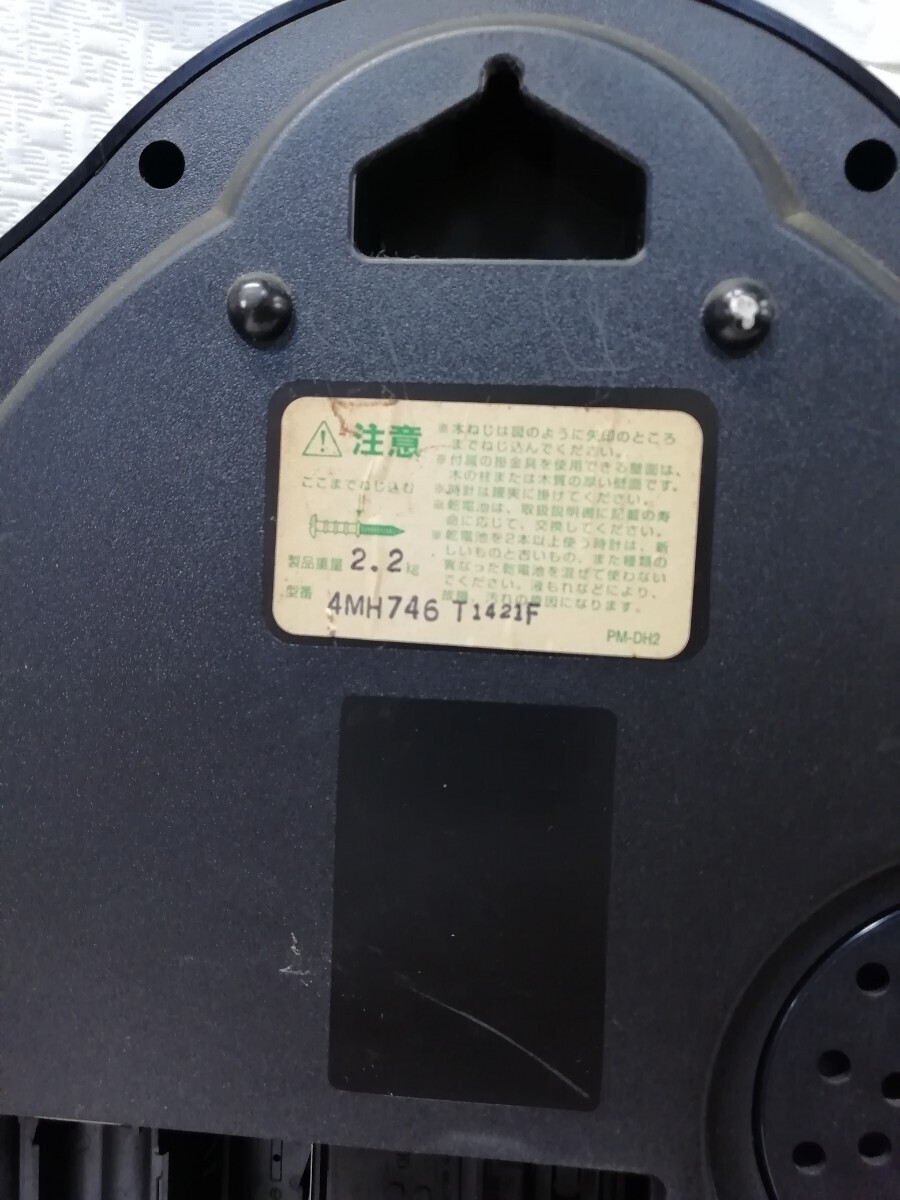 注意
ここまでねじ込む
製品重量 2.2 kg
型番 4MH746 T1421F
※木ねじは図のように矢印のところ
までねじ込んでください。
※付属の掛金具を使用できる壁面は、
木の柱または木質の厚い壁面です。
※時計は確実に掛けてください。
※乾電池は、取扱説明書に記載の寿
命に応じて、交換してください。
※乾電池を2本以上使う時計は、新
しいものと古いもの、また種類の
異なった乾電池を混ぜて使わない
でください。液もれなどにより、
故障、汚れの原因になります。
PM-DH2